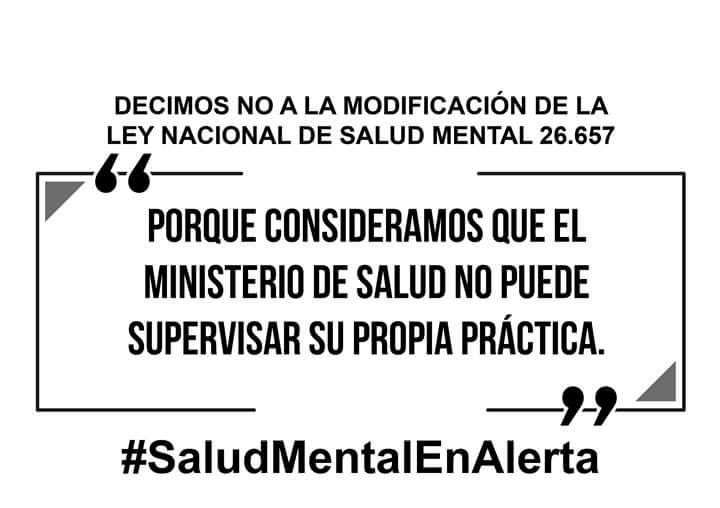 DECIMOS NO A LA MODIFICACIÓN DE LA
LEY NACIONAL DE SALUD MENTAL 26.657
“
PORQUE CONSIDERAMOS QUE EL
MINISTERIO DE SALUD NO PUEDE
SUPERVISAR SU PROPIA PRÁCTICA.
”
#SaludMentalEnAlerta